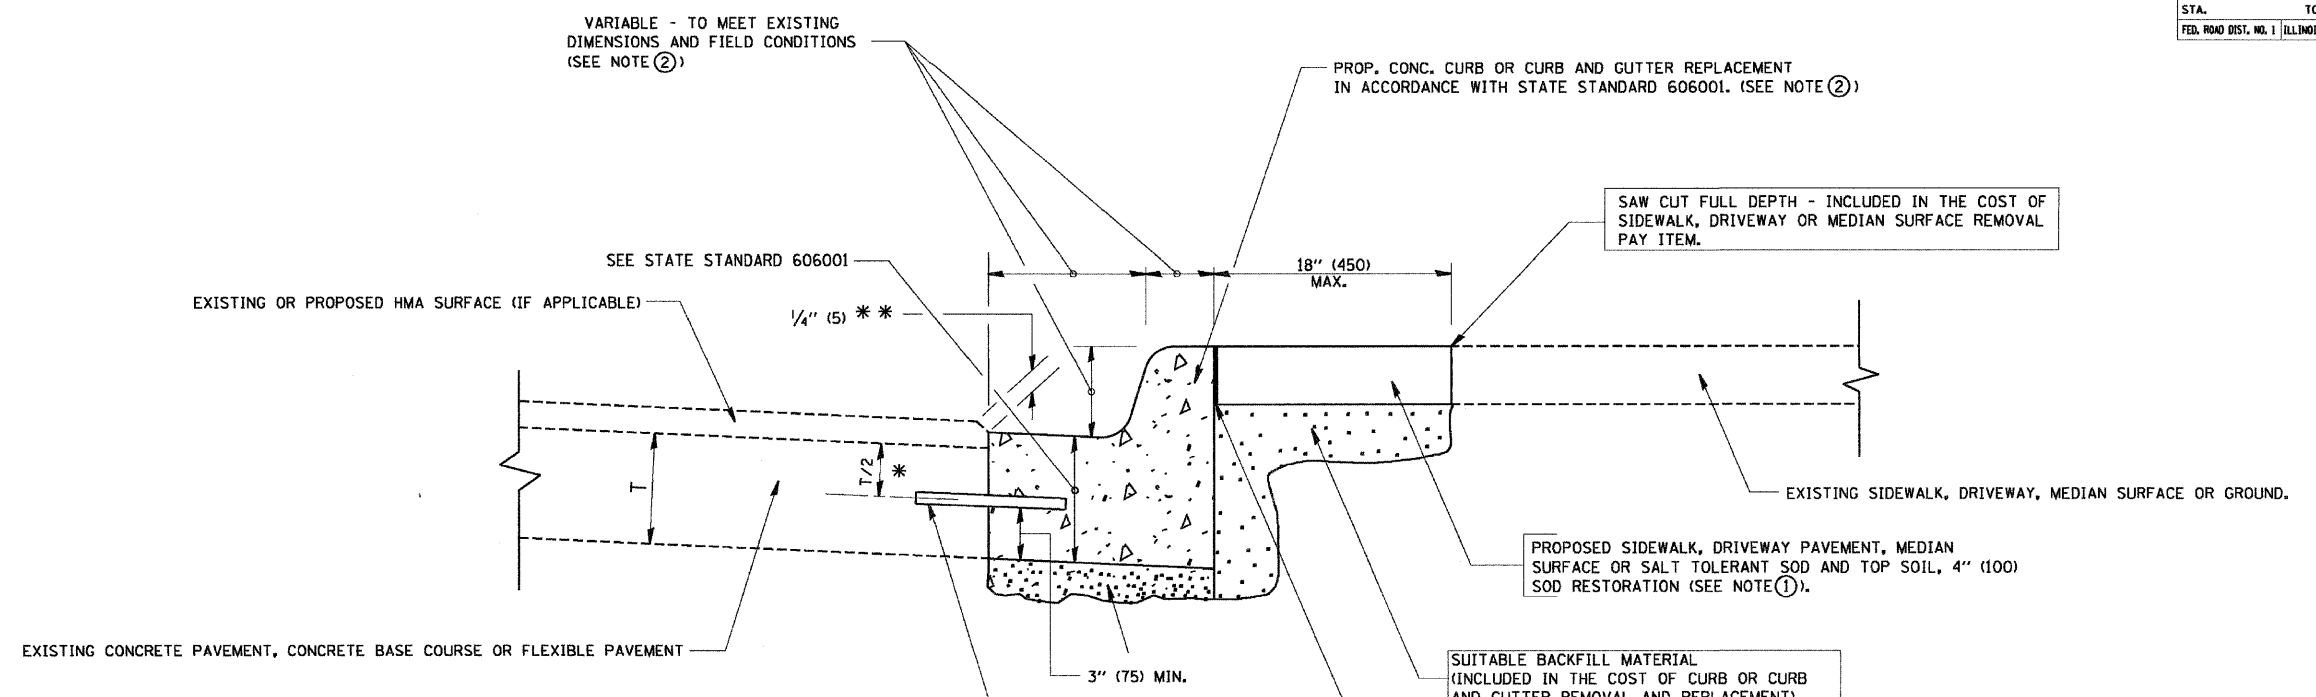 VARIABLE - TO MEET EXISTING
DIMENSIONS AND FIELD CONDITIONS
(SEE NOTE ②)
STA.
FED. ROAD DIST. NO. 1
PROP. CONC. CURB OR CURB AND GUTTER REPLACEMENT
IN ACCORDANCE WITH STATE STANDARD 606001. (SEE NOTE ②)
SAW CUT FULL DEPTH - INCLUDED IN THE COST OF
SIDEWALK, DRIVEWAY OR MEDIAN SURFACE REMOVAL
PAY ITEM.
SEE STATE STANDARD 606001
18" (450)
MAX.
EXISTING OR PROPOSED HMA SURFACE (IF APPLICABLE)
1/4" (5) * *
T
T/2 *
EXISTING SIDEWALK, DRIVEWAY, MEDIAN SURFACE OR GROUND.
PROPOSED SIDEWALK, DRIVEWAY PAVEMENT, MEDIAN
SURFACE OR SALT TOLERANT SOD AND TOP SOIL, 4" (100)
SOD RESTORATION (SEE NOTE ①).
EXISTING CONCRETE PAVEMENT, CONCRETE BASE COURSE OR FLEXIBLE PAVEMENT
3" (75) MIN.
SUITABLE BACKFILL MATERIAL
(INCLUDED IN THE COST OF CURB OR CURB
AND GUTTER REMOVAL AND REPLACEMENT)